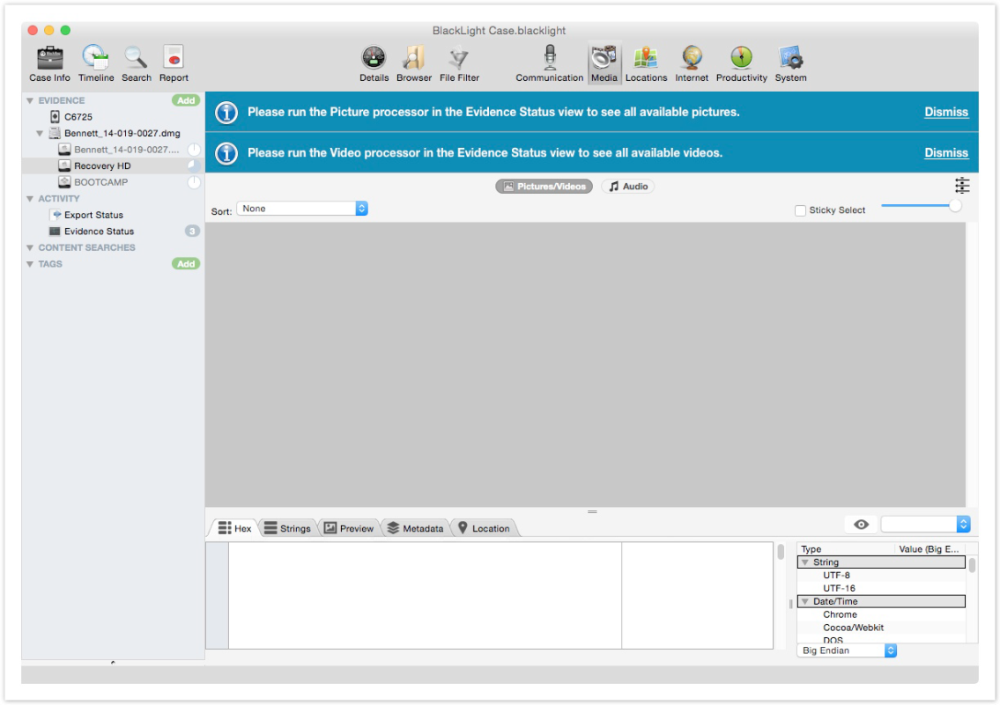 BlackLight Case.blacklight
Case Info Timeline Search Report Details Browser File Filter Communication Media Locations Internet Productivity System
EVIDENCE Add
C6725
Bennett_14-019-0027.dmg
Bennett_14-019-0027....
Recovery HD
BOOTCAMP
ACTIVITY
Export Status
Evidence Status 3
CONTENT SEARCHES
TAGS Add
Please run the Picture processor in the Evidence Status view to see all available pictures. Dismiss
Please run the Video processor in the Evidence Status view to see all available videos. Dismiss
Pictures/Videos Audio
Sort: None Sticky Select
Hex Strings Preview Metadata Location
Type Value (Big E...
String
UTF-8
UTF-16
Date/Time
Chrome
Cocoa/Webkit
DOS
Big Endian